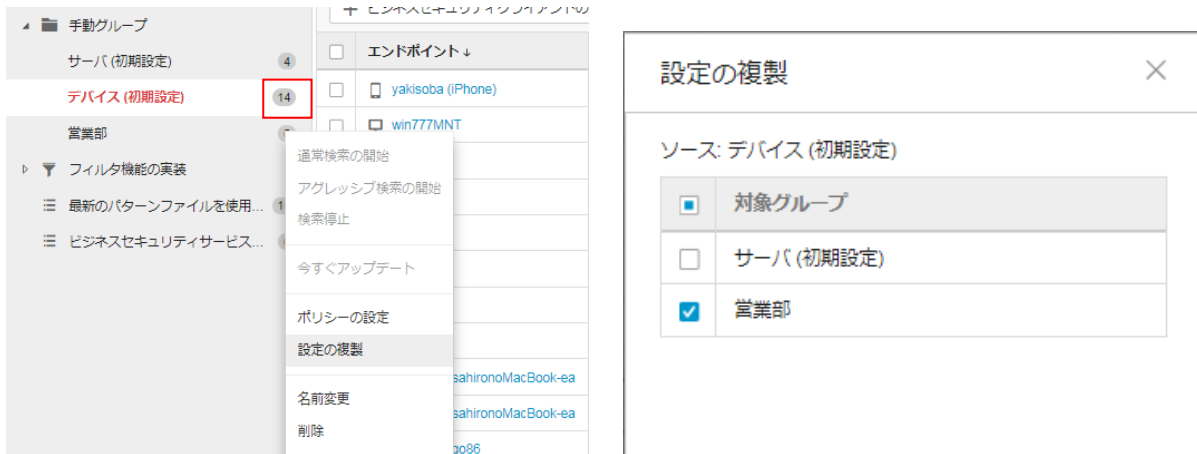 手動グループ
サーバ (初期設定) 4
デバイス (初期設定) 14
営業部
フィルタ機能の実装
最新のパターンファイルを使用...
ビジネスセキュリティサービス...
エンドポイント↓
yakisoba (iPhone)
win777MNT
sahironoMacBook-ea
sahironoMacBook-ea
go86
通常検索の開始
アグレッシブ検索の開始
検索停止
今すぐアップデート
ポリシーの設定
設定の複製
名前変更
削除
設定の複製
ソース: デバイス (初期設定)
対象グループ
サーバ (初期設定)
営業部